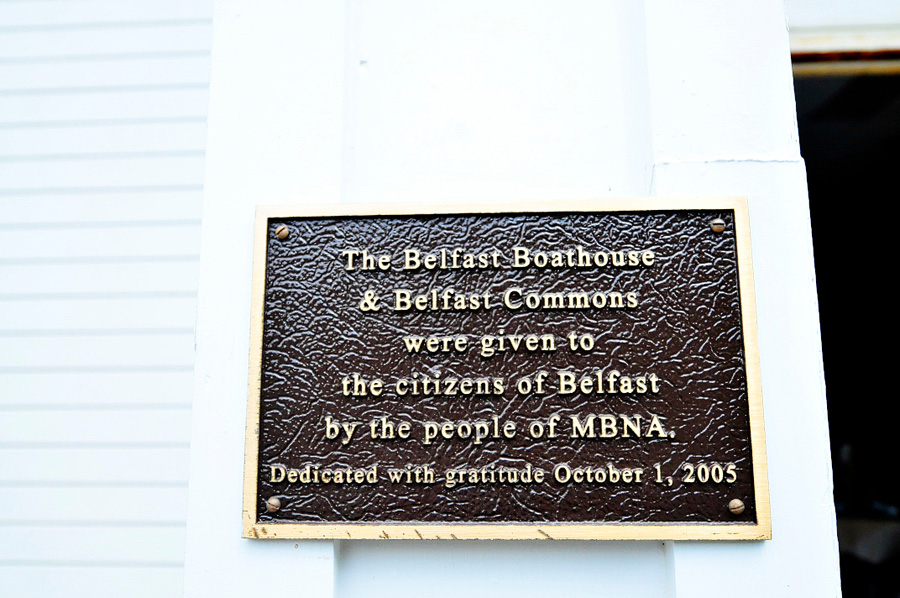 The Belfast Boathouse
& Belfast Commons
were given to
the citizens of Belfast
by the people of MBNA.
Dedicated with gratitude October 1, 2005